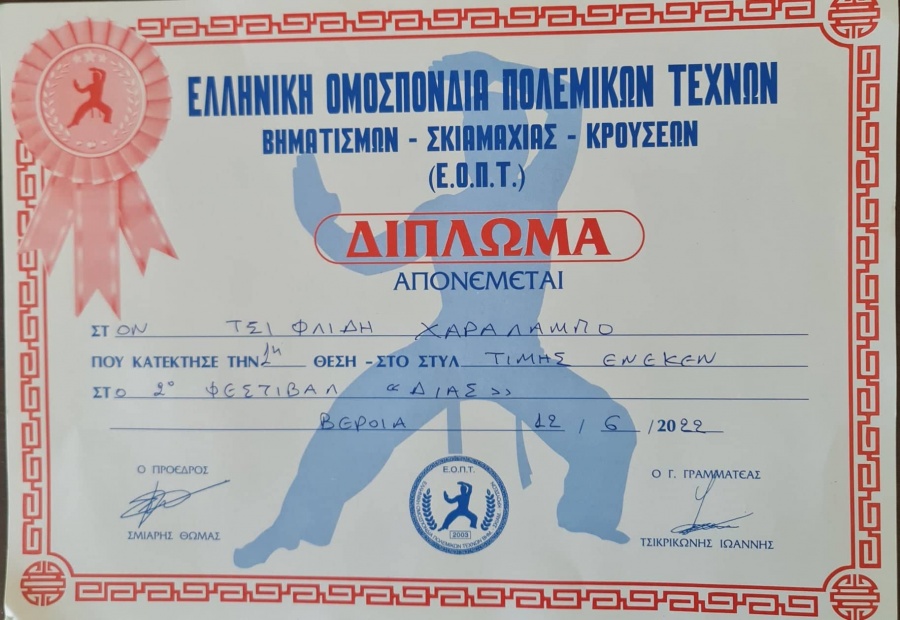 ΕΛΛΗΝΙΚΗ ΟΜΟΣΠΟΝΔΙΑ ΠΟΛΕΜΙΚΩΝ ΤΕΧΝΩΝ
ΒΗΜΑΤΙΣΜΩΝ - ΣΚΙΑΜΑΧΙΑΣ - ΚΡΟΥΣΕΩΝ
(Ε.Ο.Π.Τ.)
ΔΙΠΛΩΜΑ
ΑΠΟΝΕΜΕΤΑΙ
ΣΤΟΝ ΤΣΙΦΛΙΔΗ ΧΑΡΑΛΑΜΠΟ
ΠΟΥ ΚΑΤΕΚΤΗΣΕ ΤΗΝ 1η ΘΕΣΗ - ΣΤΟ ΣΤΥΛ ΤΙΜΗΣ ΕΝΕΚΕΝ
ΣΤΟ 2ο ΦΕΣΤΙΒΑΛ «ΔΙΑΣ»
ΒΕΡΟΙΑ 12 / 6 / 2022
Ο ΠΡΟΕΔΡΟΣ
ΣΜΙΑΡΗΣ ΘΩΜΑΣ
Ε.Ο.Π.Τ.
2003
Ο Γ. ΓΡΑΜΜΑΤΕΑΣ
ΤΣΙΚΡΙΚΩΝΗΣ ΙΩΑΝΝΗΣ